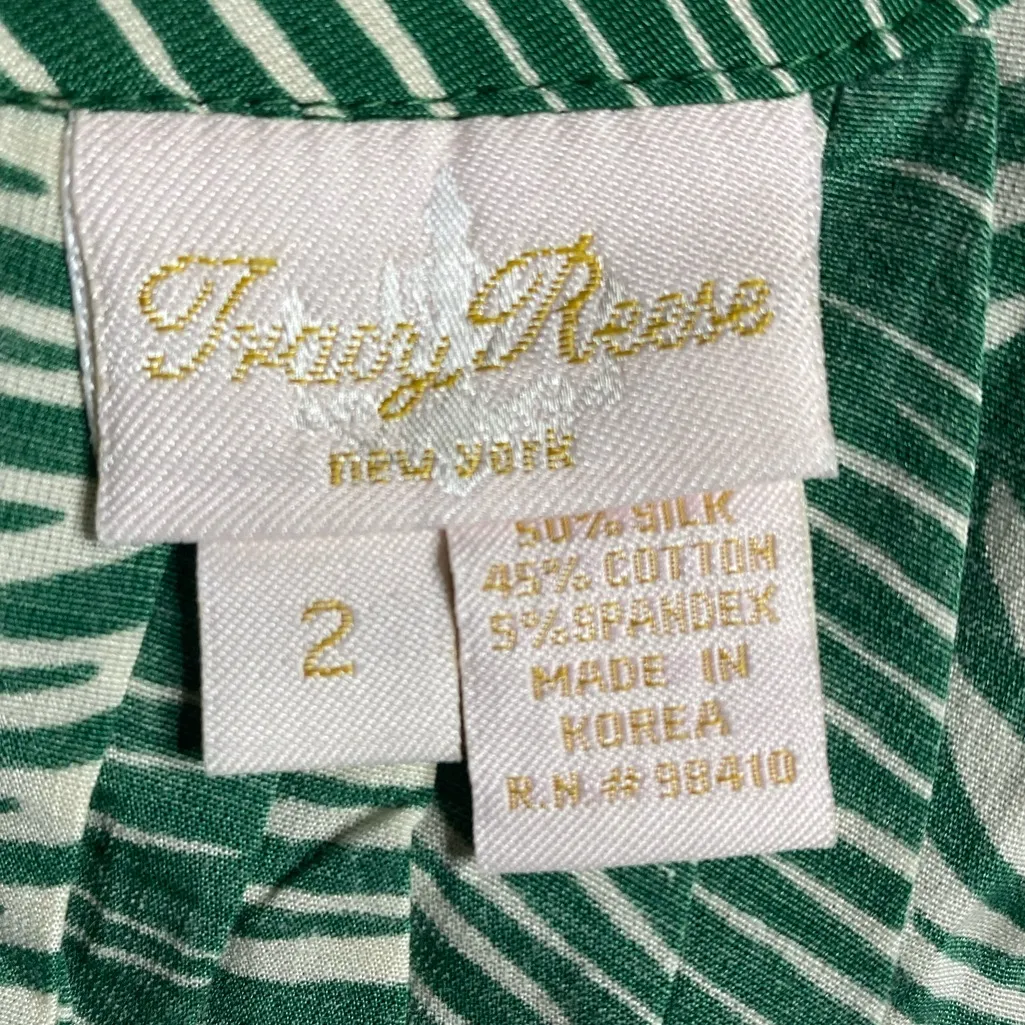 Tracy Reese
new york
2
50% SILK
45% COTTON
5% SPANDEX
MADE IN
KOREA
R.N # 98410